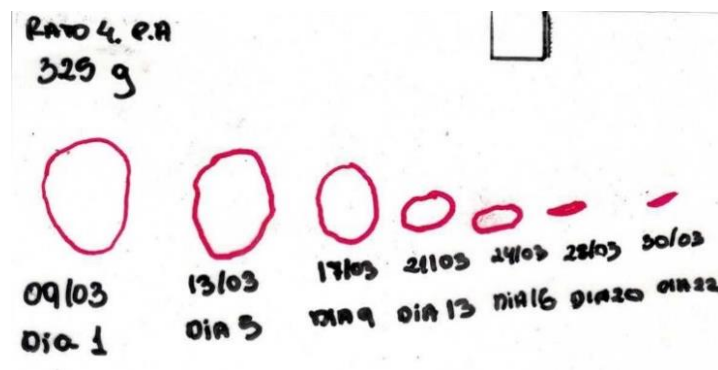 RATO 4. P.A
325 g
09/03 13/03 17/03 21/03 24/03 28/03 30/03
Dia 1 DiA 5 DIA 9 DiA 13 DiA 16 DIA 20 DIA 22